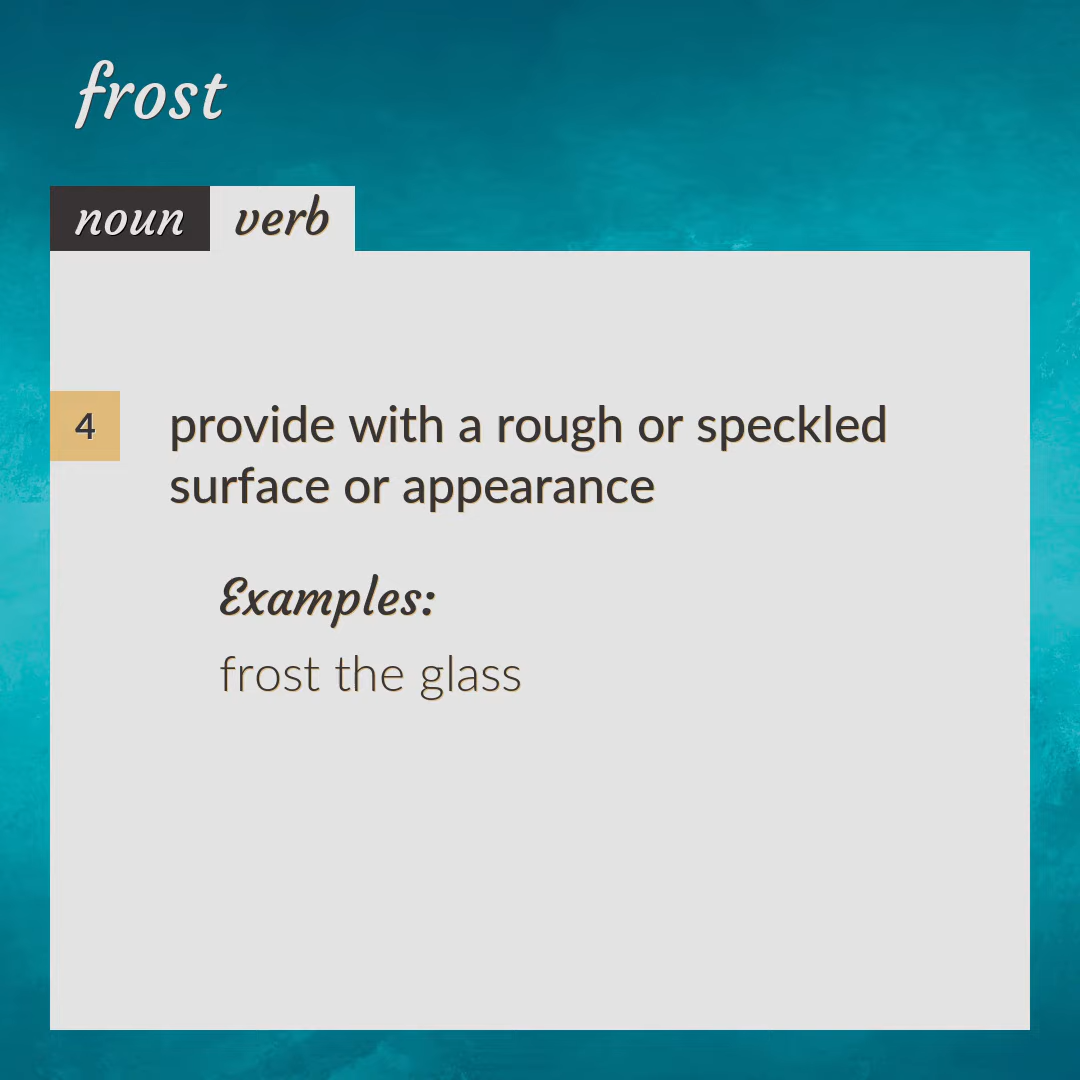 frost
noun verb
4 provide with a rough or speckled
surface or appearance
Examples:
frost the glass